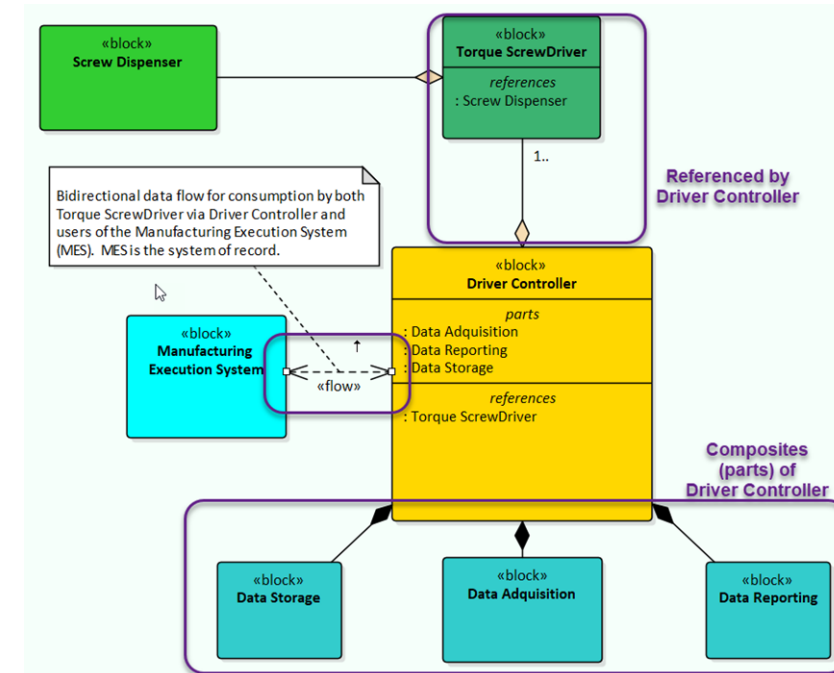 «block»
Screw Dispenser
«block»
Torque ScrewDriver
references
: Screw Dispenser
1..
Referenced by
Driver Controller
Bidirectional data flow for consumption by both
Torque ScrewDriver via Driver Controller and
users of the Manufacturing Execution System
(MES).  MES is the system of record.
«block»
Driver Controller
parts
: Data Adquisition
: Data Reporting
: Data Storage
references
: Torque ScrewDriver
«block»
Manufacturing
Execution System
«flow»
Composites
(parts) of
Driver Controller
«block»
Data Storage
«block»
Data Adquisition
«block»
Data Reporting